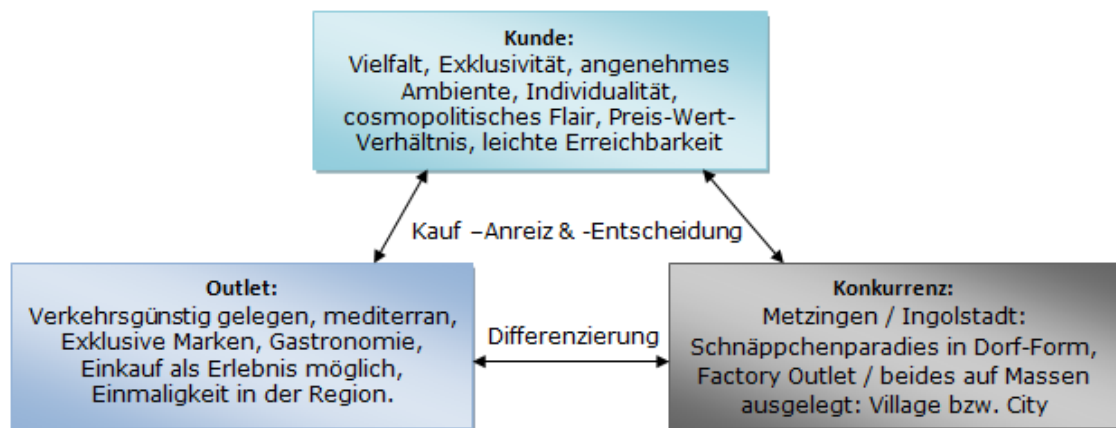 Kunde:
Vielfalt, Exklusivität, angenehmes
Ambiente, Individualität,
cosmopolitisches Flair, Preis-Wert-
Verhältnis, leichte Erreichbarkeit
Kauf –Anreiz & -Entscheidung
Outlet:
Verkehrsgünstig gelegen, mediterran,
Exklusive Marken, Gastronomie,
Einkauf als Erlebnis möglich,
Einmaligkeit in der Region.
Differenzierung
Konkurrenz:
Metzingen / Ingolstadt:
Schnäppchenparadies in Dorf-Form,
Factory Outlet / beides auf Massen
ausgelegt: Village bzw. City